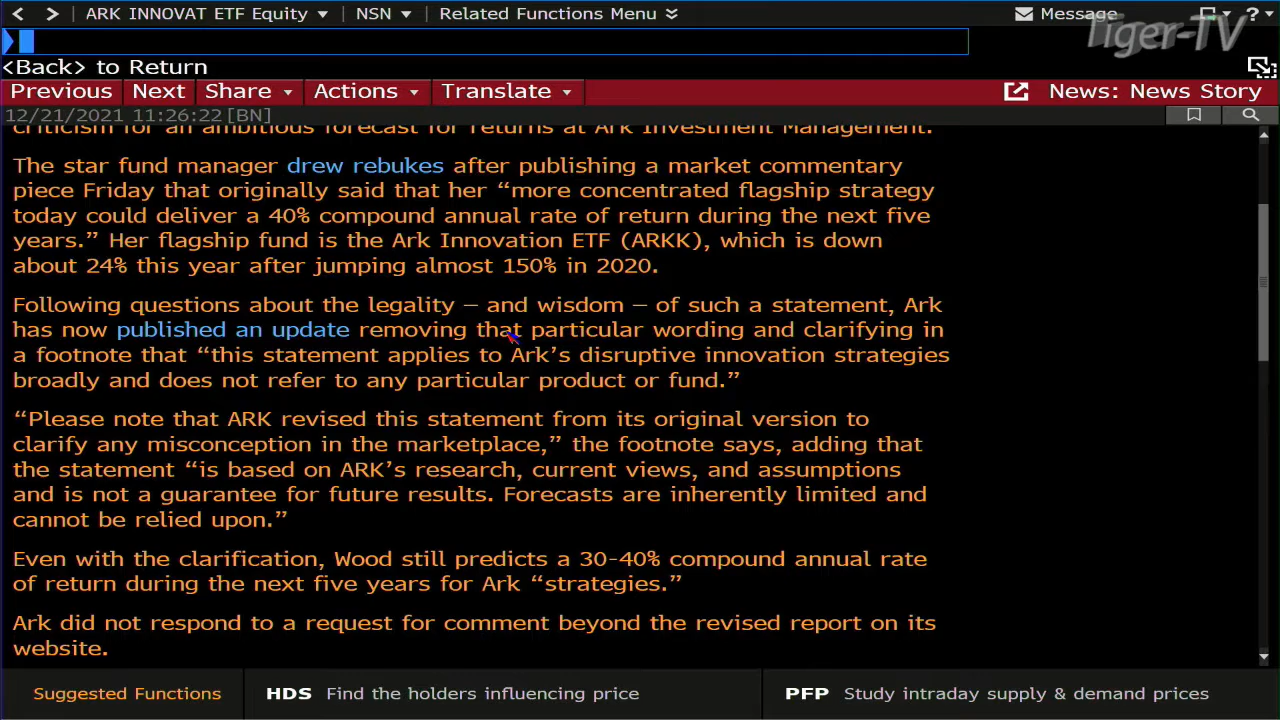 ARK INNOVAT ETF Equity NSN Related Functions Menu Message ?
Tiger-TV
<Back> to Return
Previous Next Share Actions Translate News: News Story
12/21/2021 11:26:22 [BN]
criticism for an ambitious forecast for returns at Ark Investment Management.
The star fund manager drew rebukes after publishing a market commentary
piece Friday that originally said that her “more concentrated flagship strategy
today could deliver a 40% compound annual rate of return during the next five
years.” Her flagship fund is the Ark Innovation ETF (ARKK), which is down
about 24% this year after jumping almost 150% in 2020.
Following questions about the legality – and wisdom – of such a statement, Ark
has now published an update removing that particular wording and clarifying in
a footnote that “this statement applies to Ark’s disruptive innovation strategies
broadly and does not refer to any particular product or fund.”
“Please note that ARK revised this statement from its original version to
clarify any misconception in the marketplace,” the footnote says, adding that
the statement “is based on ARK’s research, current views, and assumptions
and is not a guarantee for future results. Forecasts are inherently limited and
cannot be relied upon.”
Even with the clarification, Wood still predicts a 30-40% compound annual rate
of return during the next five years for Ark “strategies.”
Ark did not respond to a request for comment beyond the revised report on its
website.
Suggested Functions HDS Find the holders influencing price PFP Study intraday supply & demand prices